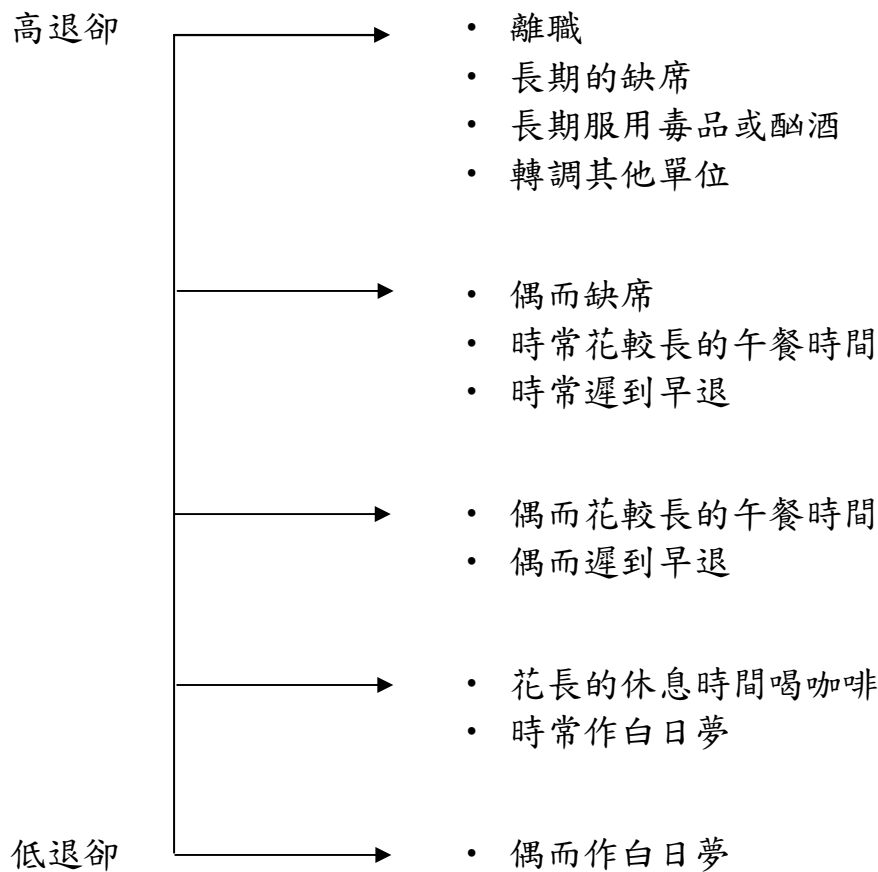 高退卻
• 離職
• 長期的缺席
• 長期服用毒品或酗酒
• 轉調其他單位
• 偶而缺席
• 時常花較長的午餐時間
• 時常遲到早退
• 偶而花較長的午餐時間
• 偶而遲到早退
• 花長的休息時間喝咖啡
• 時常作白日夢
低退卻
• 偶而作白日夢